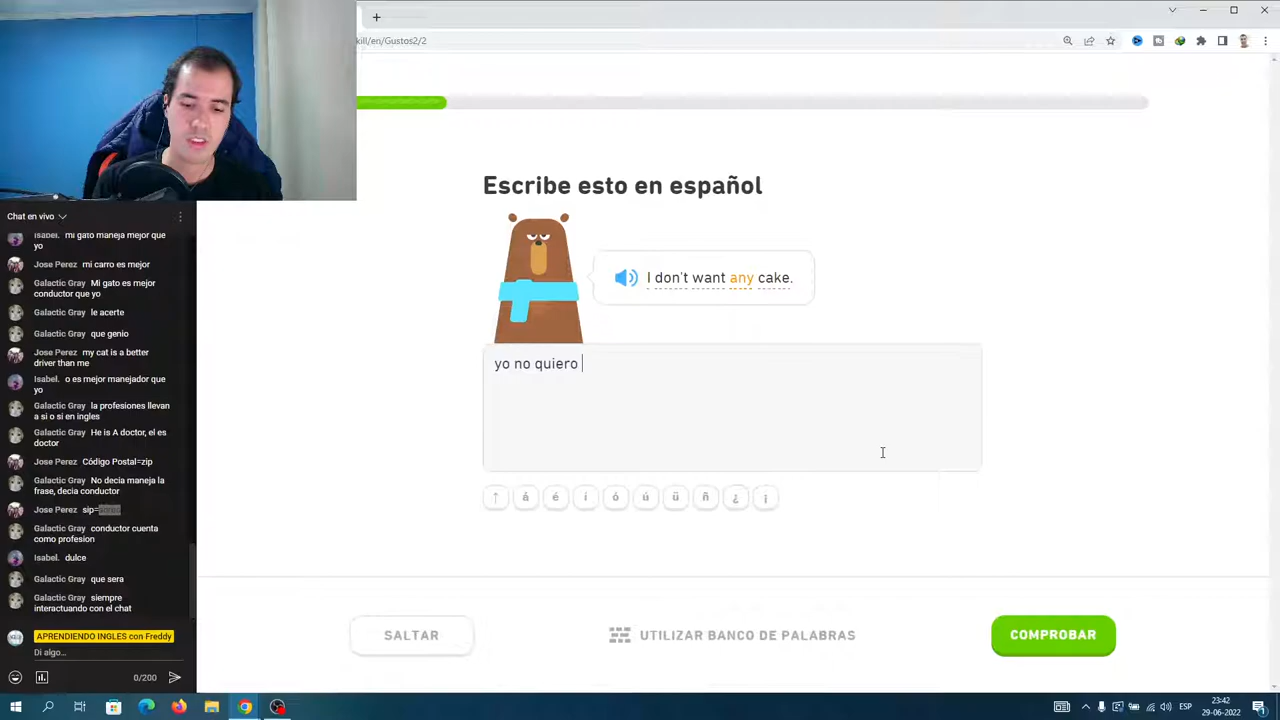 kill/en/Gustos2/2
Escribe esto en español
I don't want any cake.
yo no quiero
↑ á é í ó ú ü ñ ¿ ¡
SALTAR
UTILIZAR BANCO DE PALABRAS
COMPROBAR
Chat en vivo
Isabel. mi gato maneja mejor que
yo
Jose Perez mi carro es mejor
Galactic Gray Mi gato es mejor
conductor que yo
Galactic Gray le acerte
Galactic Gray que genio
Jose Perez my cat is a better
driver than me
Isabel. o es mejor manejador que
yo
Galactic Gray la profesiones llevan
a si o si en ingles
Galactic Gray He is A doctor, el es
doctor
Jose Perez Código Postal=zip
Galactic Gray No decia maneja la
frase, decia conductor
Jose Perez sip=
Galactic Gray conductor cuenta
como profesion
Isabel. dulce
Galactic Gray que sera
Galactic Gray siempre
interactuando con el chat
APRENDIENDO INGLES con Freddy
Di algo...
0/200
ESP
23:42
29-06-2022
1